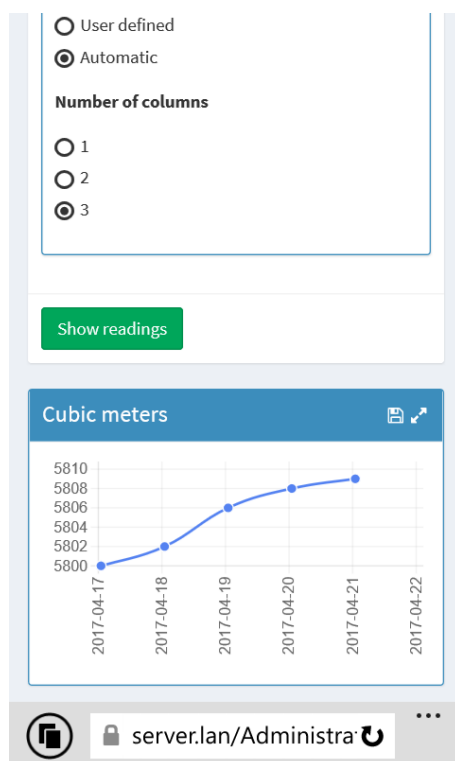 User defined
Automatic
Number of columns
1
2
3
Show readings
Cubic meters
5810
5808
5806
5804
5802
5800
2017-04-17
2017-04-18
2017-04-19
2017-04-20
2017-04-21
2017-04-22
server.lan/Administra